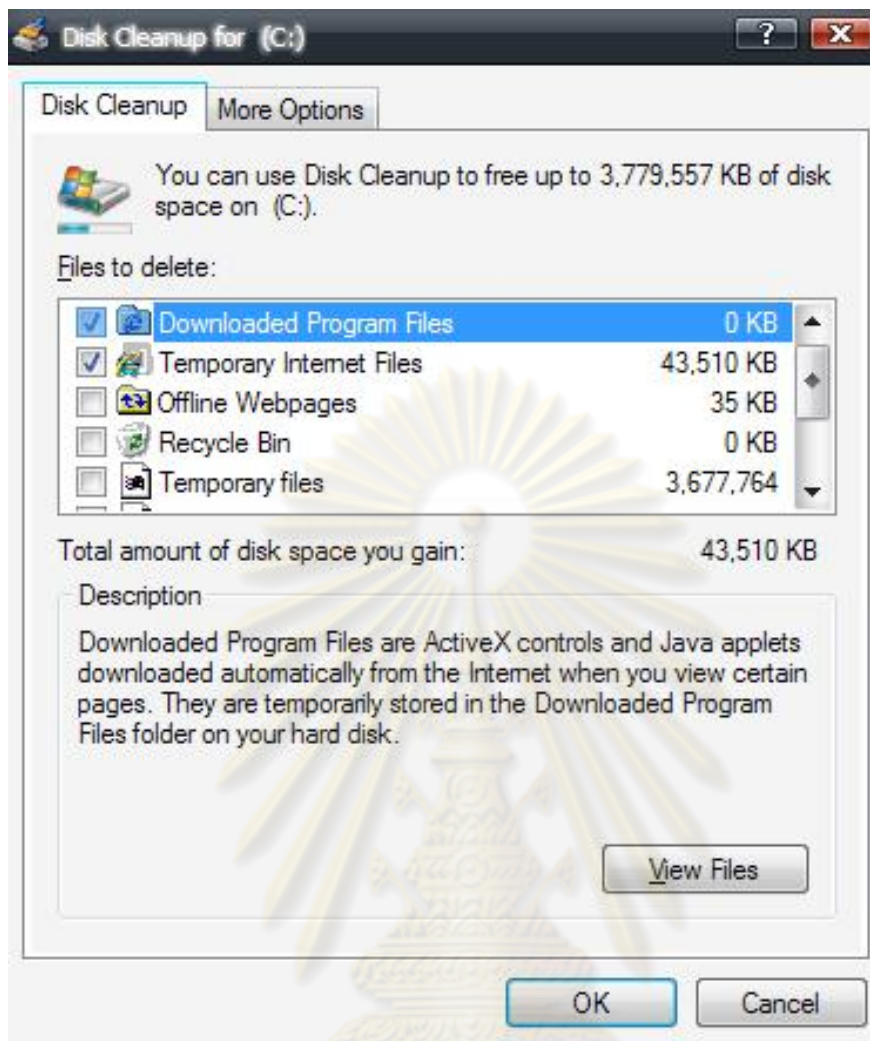 Disk Cleanup for (C:)
?
X
Disk Cleanup
More Options
You can use Disk Cleanup to free up to 3,779,557 KB of disk
space on (C:).
Files to delete:
Downloaded Program Files 0 KB
Temporary Internet Files 43,510 KB
Offline Webpages 35 KB
Recycle Bin 0 KB
Temporary files 3,677,764
Total amount of disk space you gain: 43,510 KB
Description
Downloaded Program Files are ActiveX controls and Java applets
downloaded automatically from the Internet when you view certain
pages. They are temporarily stored in the Downloaded Program
Files folder on your hard disk.
View Files
OK
Cancel